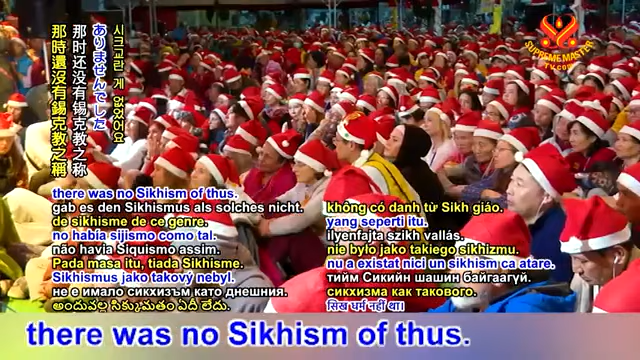 SUPREME MASTER
TV.com
시크교란 게 없었어요
ありませんでした
那时还没有锡克教之称
那時還沒有錫克教之稱
there was no Sikhism of thus.
gab es den Sikhismus als solches nicht.
de sikhisme de ce genre.
no había sijismo como tal.
não havia Siquismo assim.
Pada masa itu, tiada Sikhisme.
Sikhismus jako takový nebyl.
не е имало сикхизъм като днешния.
అందువల్ల సిక్కుమతం ఏదీ లేదు.
không có danh từ Sikh giáo.
yang seperti itu.
ilyenfajta szikh vallás.
nie bylo jako takiego sikhizmu.
nu a existat nici un sikhism ca atare.
тийм Сикийн шашин байгаагүй.
сикхизма как такового.
सिख धर्म नहीं था।
there was no Sikhism of thus.